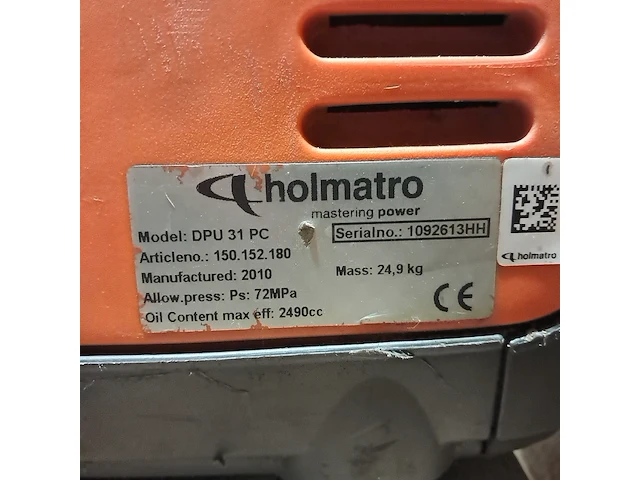 holmatro
mastering power
Model: DPU 31 PC
Serialno.: 1092613HH
Articleno.: 150.152.180
Manufactured: 2010
Mass: 24,9 kg
Allow.press: Ps: 72MPa
Oil Content max eff: 2490cc
CE
holmatro